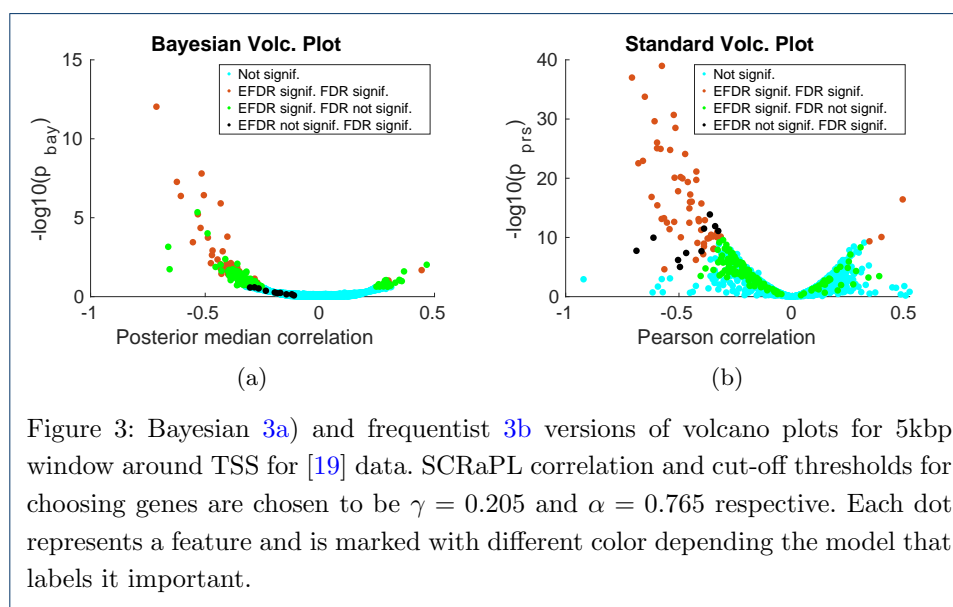 Bayesian Volc. Plot
15
10
5
0
-log10(p bay)
Not signif.
EFDR signif. FDR signif.
EFDR signif. FDR not signif.
EFDR not signif. FDR signif.
-1 -0.5 0 0.5
Posterior median correlation
(a)
Standard Volc. Plot
40
30
20
10
0
-log10(p prs)
Not signif.
EFDR signif. FDR signif.
EFDR signif. FDR not signif.
EFDR not signif. FDR signif.
-1 -0.5 0 0.5
Pearson correlation
(b)
Figure 3: Bayesian 3a) and frequentist 3b versions of volcano plots for 5kbp
window around TSS for [19] data. SCRaPL correlation and cut-off thresholds for
choosing genes are chosen to be γ = 0.205 and α = 0.765 respective. Each dot
represents a feature and is marked with different color depending the model that
labels it important.